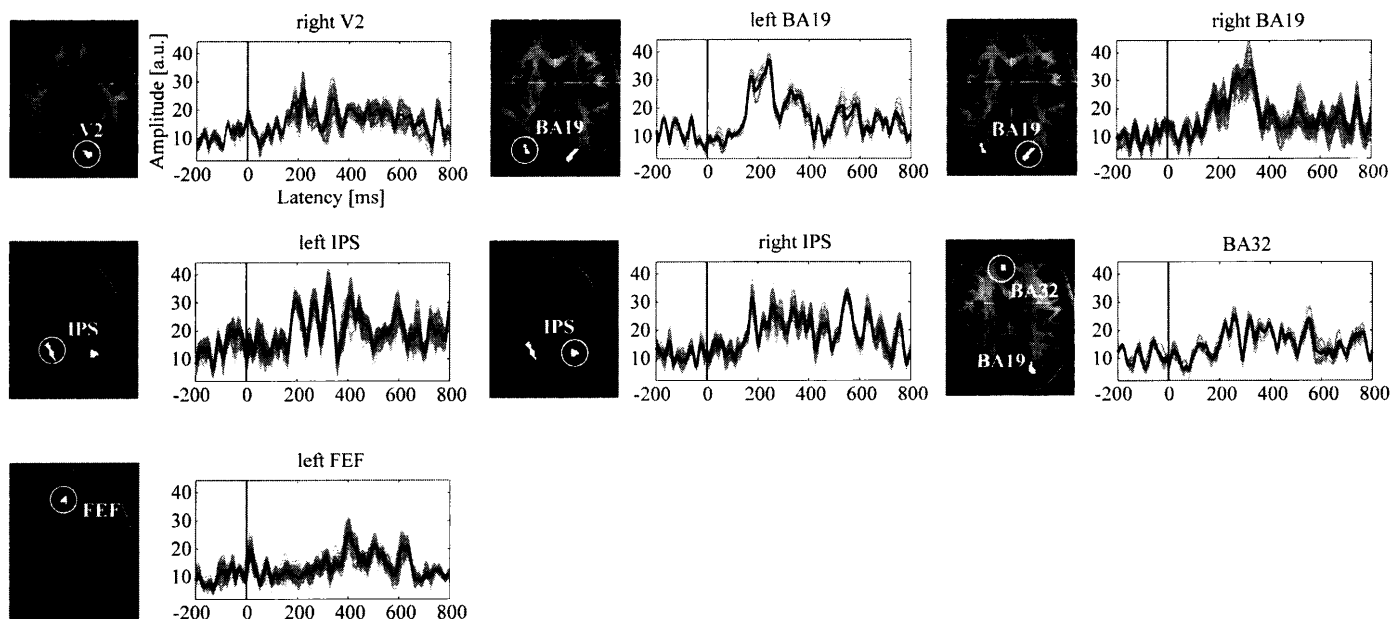 right V2
left BA19
right BA19
V2
BA19
BA19
Amplitude [a.u.]
40
30
20
10
-200 0 200 400 600 800
Latency [ms]
40
30
20
10
-200 0 200 400 600 800
40
30
20
10
-200 0 200 400 600 800
left IPS
right IPS
BA32
IPS
IPS
BA32
BA19
40
30
20
10
-200 0 200 400 600 800
40
30
20
10
-200 0 200 400 600 800
40
30
20
10
-200 0 200 400 600 800
left FEF
FEF
40
30
20
10
-200 0 200 400 600 800